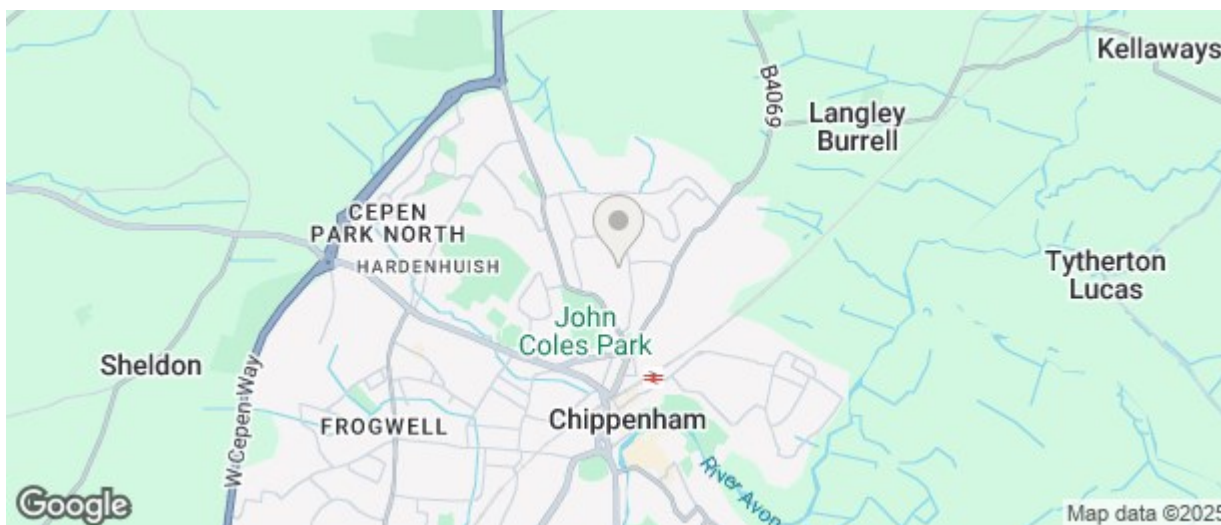 Kellaways
B4069
Langley
Burrell
CEPEN
PARK NORTH
HARDENHUISH
Tytherton
Lucas
John
Coles Park
Sheldon
W Cepen Way
Chippenham
FROGWELL
River Avon
Google
Map data ©2025